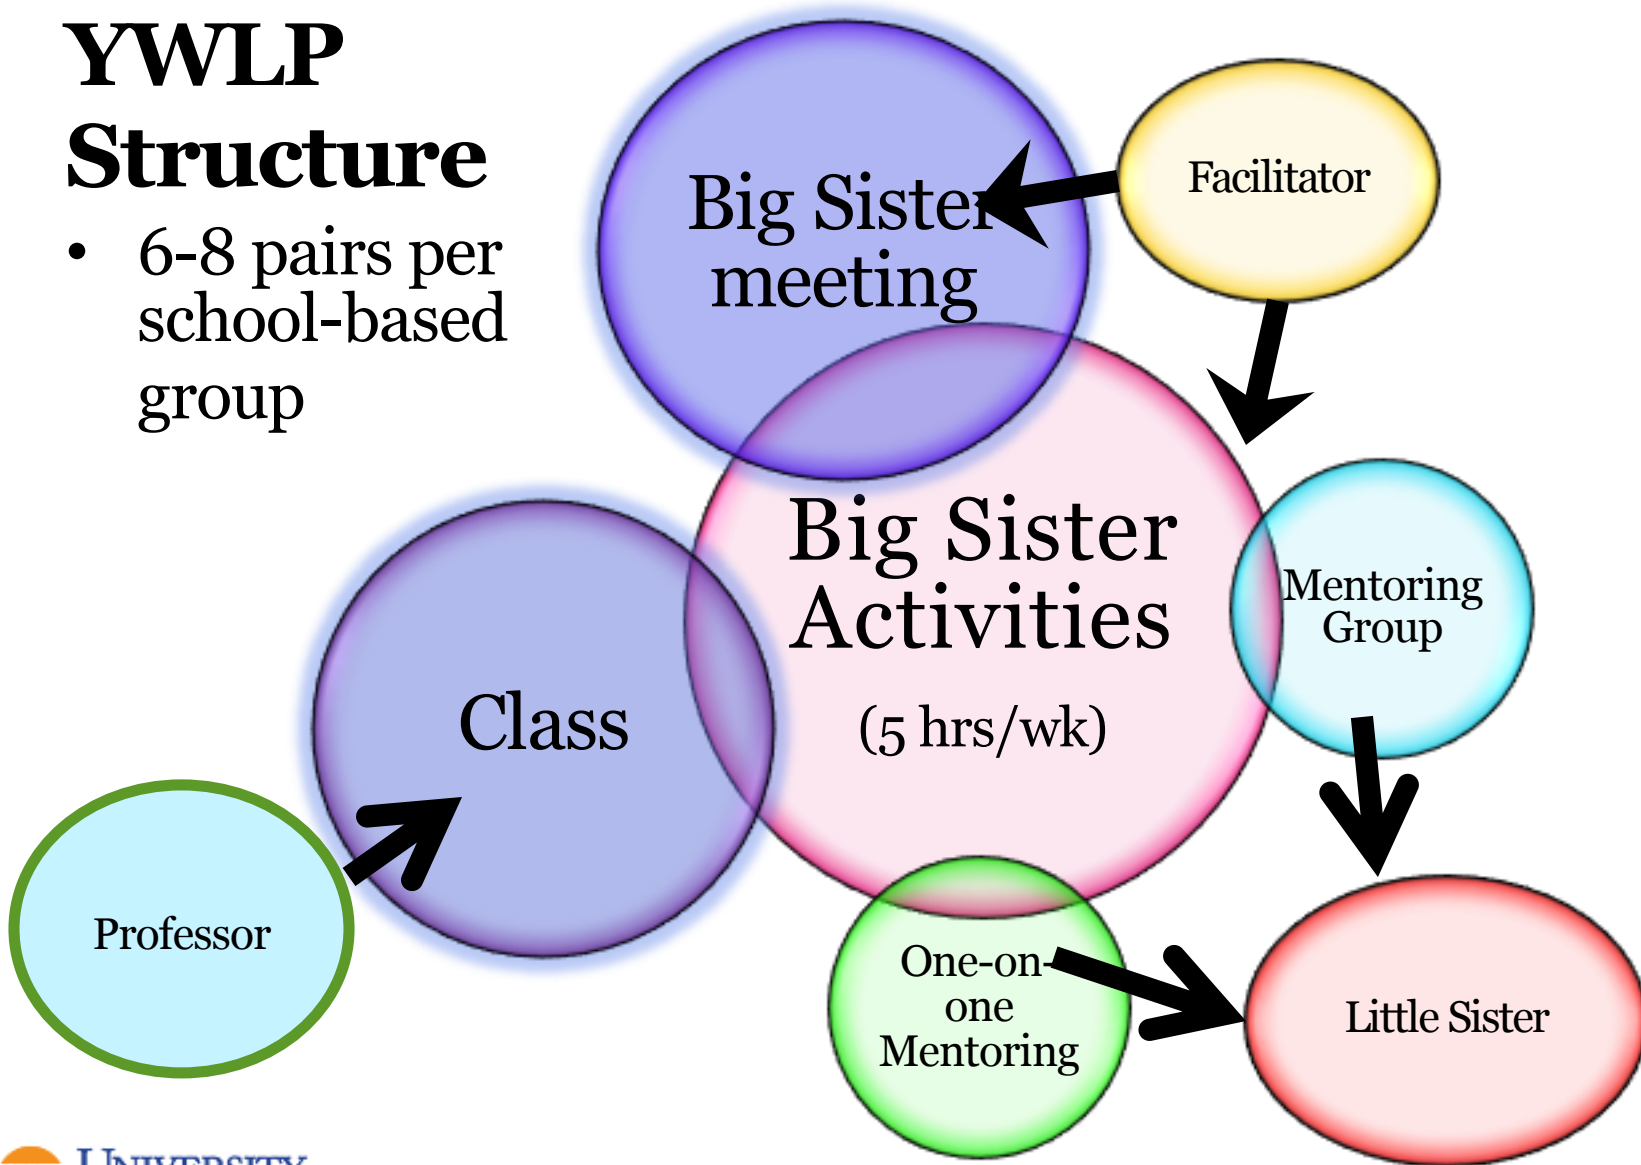 YWLP
Structure
• 6-8 pairs per
school-based
group
Big Sister
meeting
Facilitator
Big Sister
Activities
(5 hrs/wk)
Mentoring
Group
Class
Professor
One-on-
one
Mentoring
Little Sister
UNIVERSITY